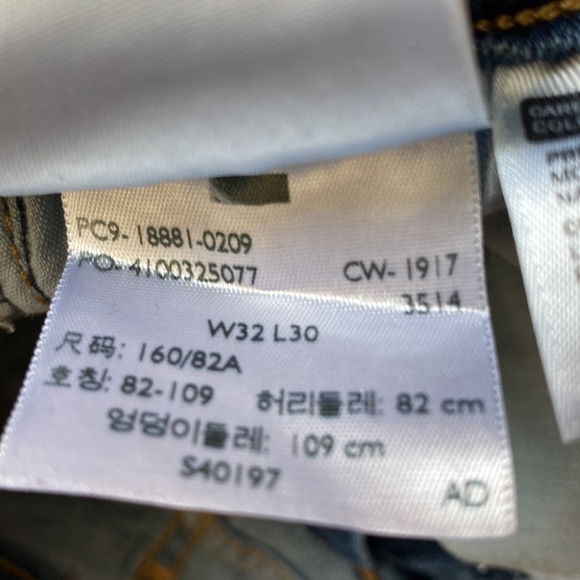 PC9-18881-0209
PO-4100325077
CW-1917
3514
W32 L30
尺码: 160/82A
호칭: 82-109 허리둘레: 82 cm
엉덩이둘레: 109 cm
S40197
AD